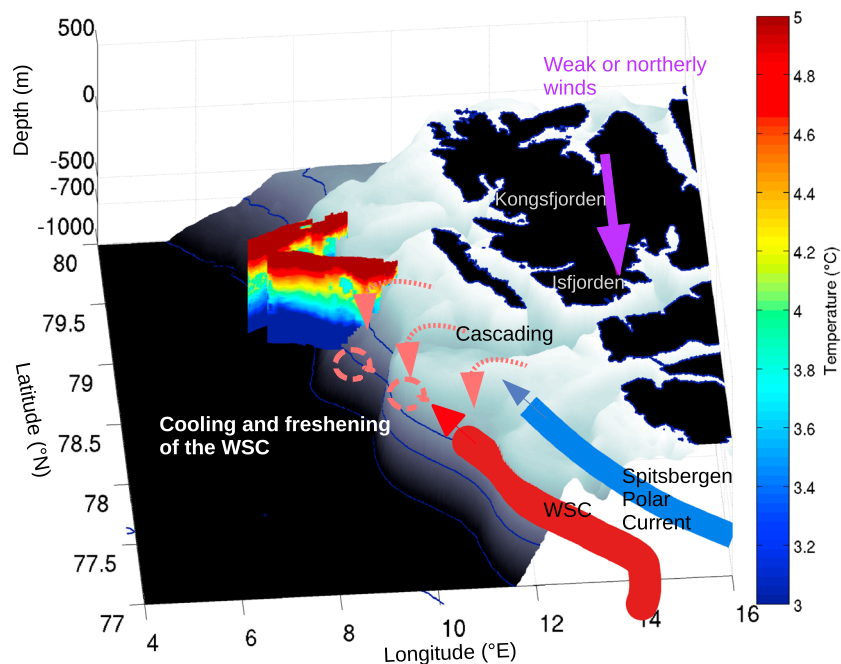 500
0
-500
-700
-1000
Depth (m)
80
79.5
79
78.5
78
77.5
77
Latitude (°N)
4
6
8
10
12
14
16
Longitude (°E)
Weak or northerly
winds
Kongsfjorden
Isfjorden
Cascading
Cooling and freshening
of the WSC
WSC
Spitsbergen
Polar
Current
5
4.8
4.6
4.4
4.2
4
3.8
3.6
3.4
3.2
3
Temperature (°C)